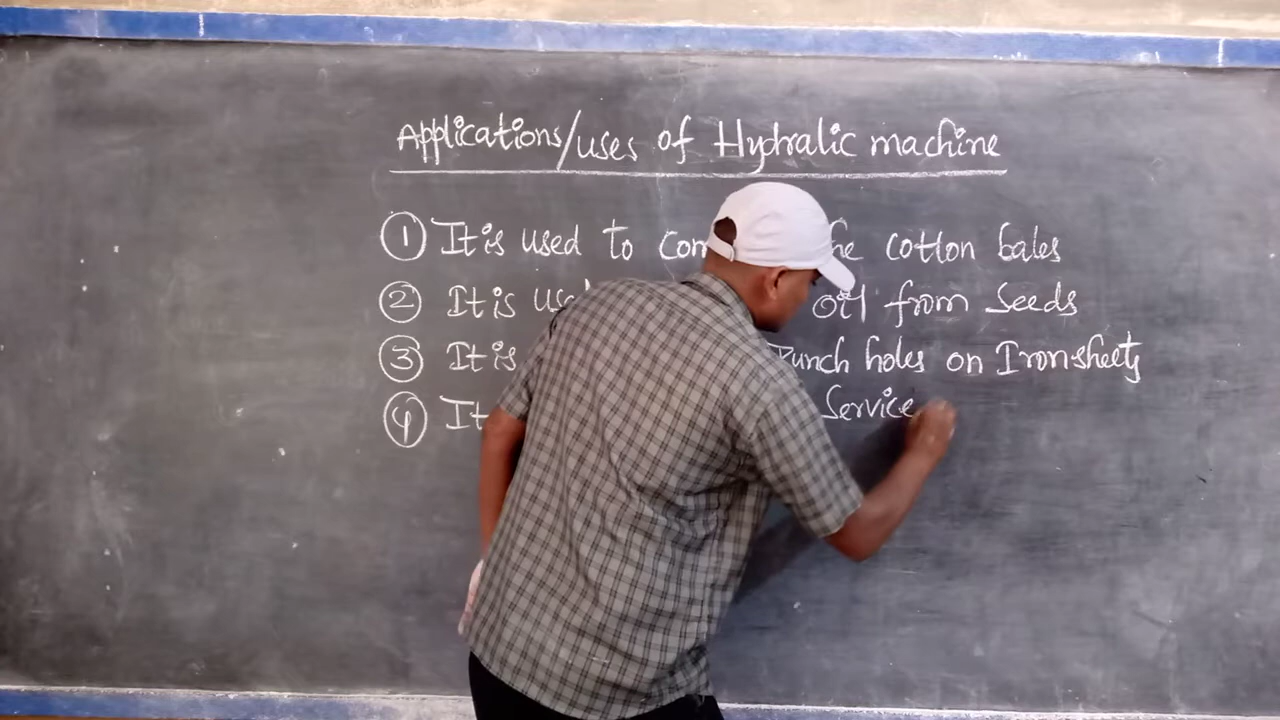 Applications/uses of Hydralic machine
① It is used to com he cotton bales
② It is use oil from Seeds
③ It is Punch holes on Iron sheets
④ It Service